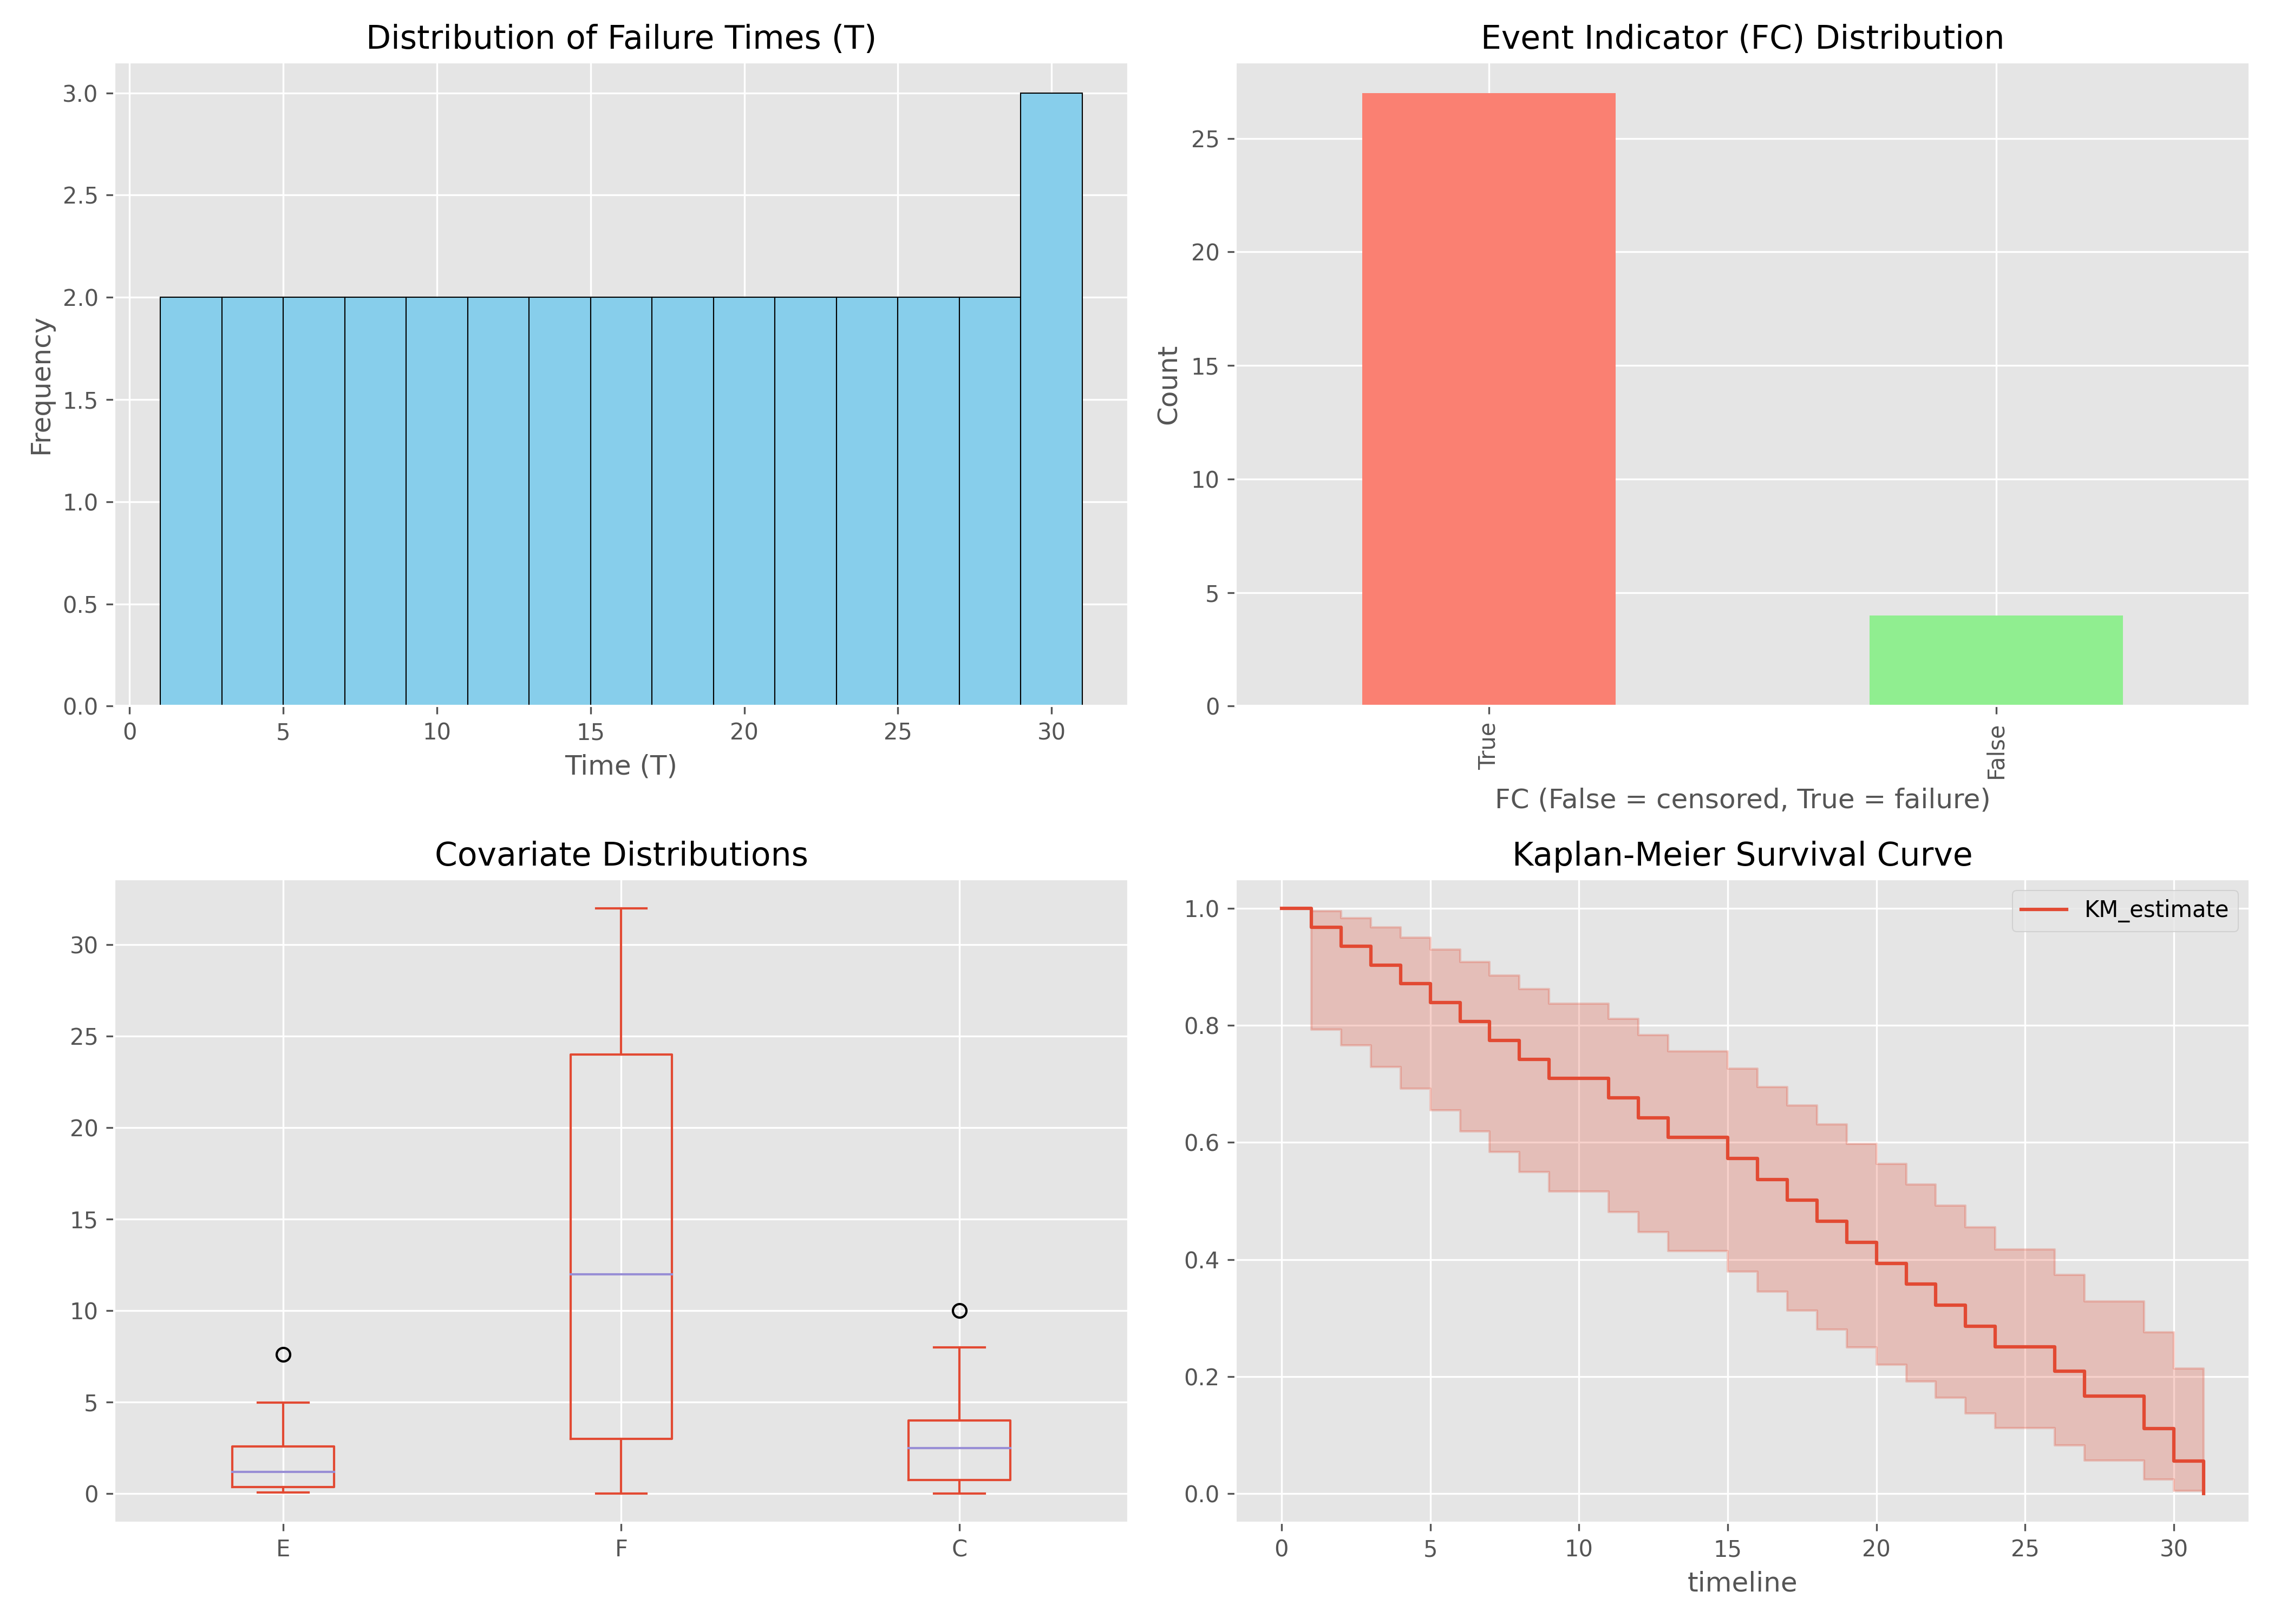 Distribution of Failure Times (T)
3.0
2.5
2.0
1.5
1.0
0.5
0.0
Frequency
0 5 10 15 20 25 30
Time (T)
Event Indicator (FC) Distribution
25
20
15
10
5
0
Count
True False
FC (False = censored, True = failure)
Covariate Distributions
30
25
20
15
10
5
0
E F C
Kaplan-Meier Survival Curve
KM_estimate
1.0
0.8
0.6
0.4
0.2
0.0
0 5 10 15 20 25 30
timeline